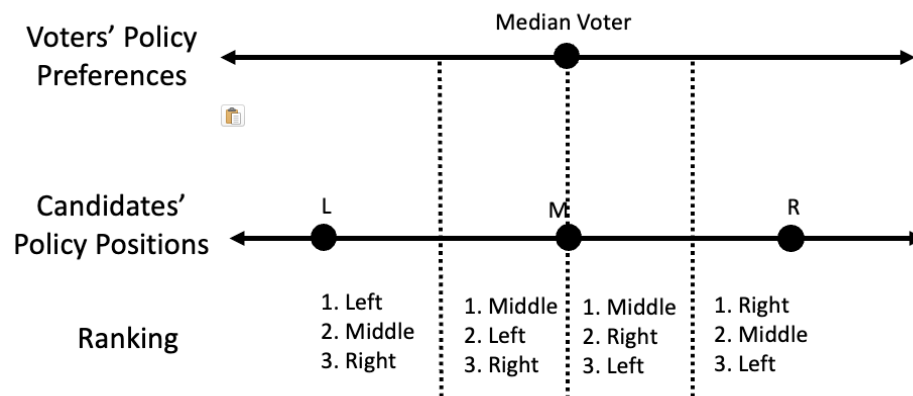 Median Voter
Voters’ Policy
Preferences
Candidates’
Policy Positions
L
M
R
Ranking
1. Left
2. Middle
3. Right
1. Middle
2. Left
3. Right
1. Middle
2. Right
3. Left
1. Right
2. Middle
3. Left